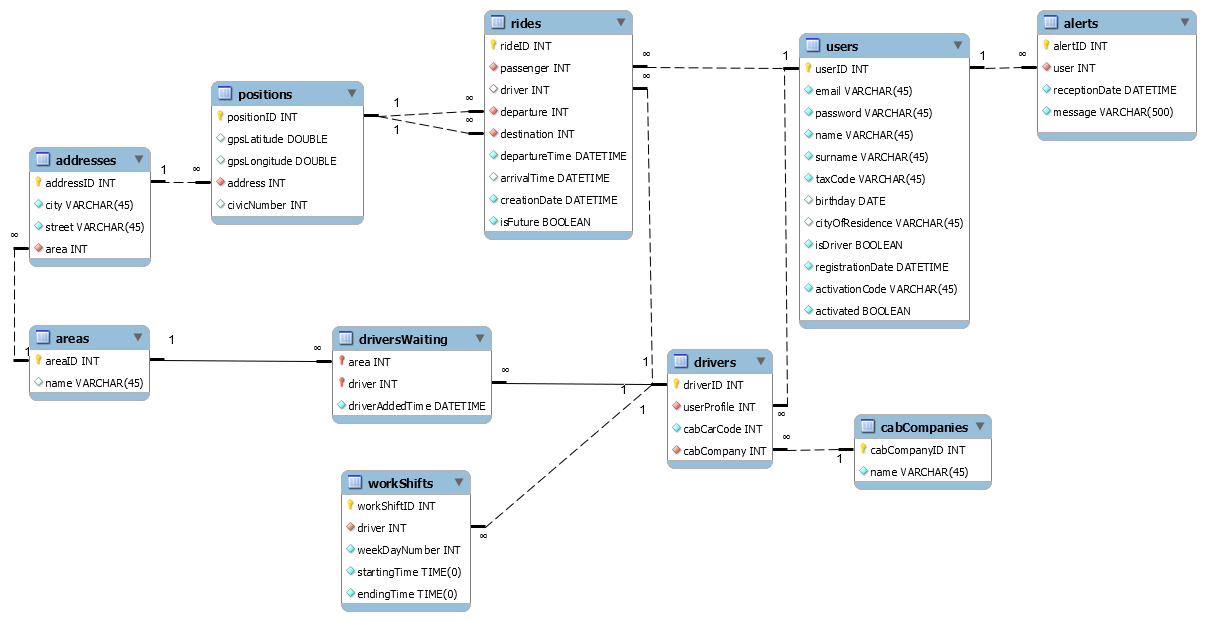 rides
rideID INT
passenger INT
driver INT
departure INT
destination INT
departureTime DATETIME
arrivalTime DATETIME
creationDate DATETIME
isFuture BOOLEAN
users
userID INT
email VARCHAR(45)
password VARCHAR(45)
name VARCHAR(45)
surname VARCHAR(45)
taxCode VARCHAR(45)
birthday DATE
cityOfResidence VARCHAR(45)
isDriver BOOLEAN
registrationDate DATETIME
activationCode VARCHAR(45)
activated BOOLEAN
alerts
alertID INT
user INT
receptionDate DATETIME
message VARCHAR(500)
positions
positionID INT
gpsLatitude DOUBLE
gpsLongitude DOUBLE
address INT
civicNumber INT
addresses
addressID INT
city VARCHAR(45)
street VARCHAR(45)
area INT
areas
areaID INT
name VARCHAR(45)
driversWaiting
area INT
driver INT
driverAddedTime DATETIME
drivers
driverID INT
userProfile INT
cabCarCode INT
cabCompany INT
cabCompanies
cabCompanyID INT
name VARCHAR(45)
workShifts
workShiftID INT
driver INT
weekDayNumber INT
startingTime TIME(0)
endingTime TIME(0)
∞
1
1
∞
∞
1
∞
1
∞
1
∞
∞
1
1
∞
∞
1
1
1
∞
∞
1
∞